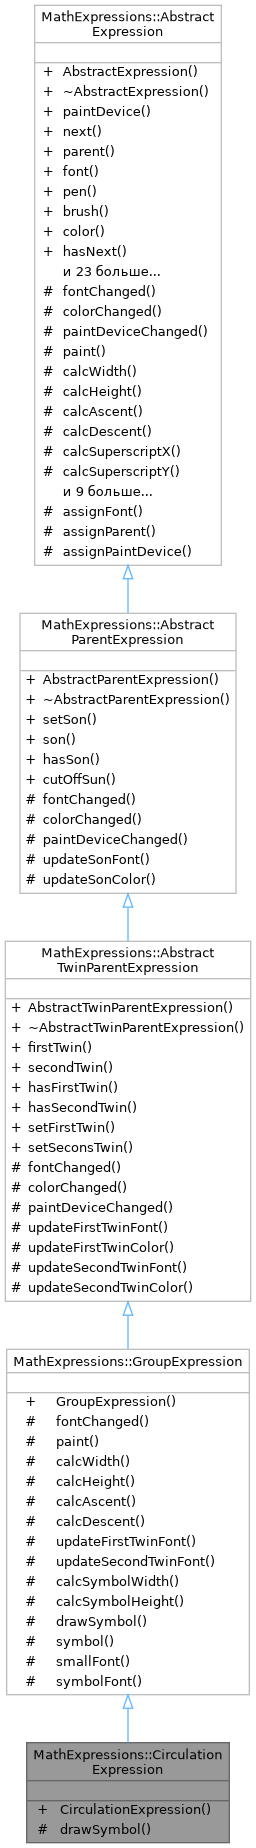 MathExpressions::Abstract
Expression
+ AbstractExpression()
+ ~AbstractExpression()
+ paintDevice()
+ next()
+ parent()
+ font()
+ pen()
+ brush()
+ color()
+ hasNext()
и 23 больше...
# fontChanged()
# colorChanged()
# paintDeviceChanged()
# paint()
# calcWidth()
# calcHeight()
# calcAscent()
# calcDescent()
# calcSuperscriptX()
# calcSuperscriptY()
и 9 больше...
# assignFont()
# assignParent()
# assignPaintDevice()
MathExpressions::Abstract
ParentExpression
+ AbstractParentExpression()
+ ~AbstractParentExpression()
+ setSon()
+ son()
+ hasSon()
+ cutOffSun()
# fontChanged()
# colorChanged()
# paintDeviceChanged()
# updateSonFont()
# updateSonColor()
MathExpressions::Abstract
TwinParentExpression
+ AbstractTwinParentExpression()
+ ~AbstractTwinParentExpression()
+ firstTwin()
+ secondTwin()
+ hasFirstTwin()
+ hasSecondTwin()
+ setFirstTwin()
+ setSeconsTwin()
# fontChanged()
# colorChanged()
# paintDeviceChanged()
# updateFirstTwinFont()
# updateFirstTwinColor()
# updateSecondTwinFont()
# updateSecondTwinColor()
MathExpressions::GroupExpression
+ GroupExpression()
# fontChanged()
# paint()
# calcWidth()
# calcHeight()
# calcAscent()
# calcDescent()
# updateFirstTwinFont()
# updateSecondTwinFont()
# calcSymbolWidth()
# calcSymbolHeight()
# drawSymbol()
# symbol()
# smallFont()
# symbolFont()
MathExpressions::Circulation
Expression
+ CirculationExpression()
# drawSymbol()